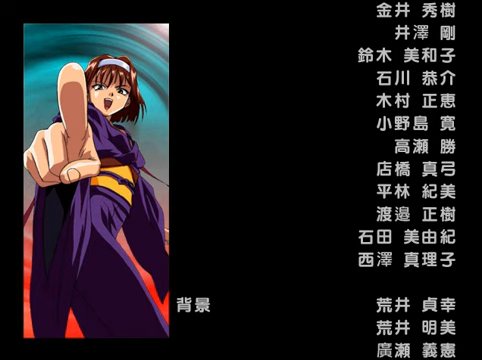 金井 秀樹
井澤 剛
鈴木 美和子
石川 恭介
木村 正恵
小野島 寛
高瀬 勝
店橋 真弓
平林 紀美
渡邉 正樹
石田 美由紀
西澤 真理子
背景 荒井 貞幸
荒井 明美
廣瀬 義憲